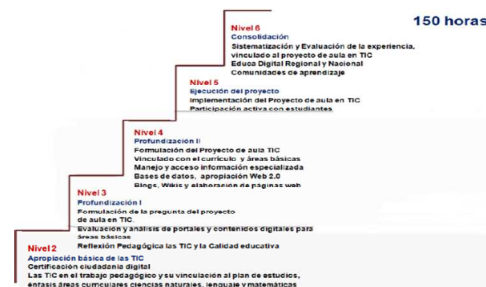 150 horas
Nivel 6
Consolidación
Sistematización y Evaluación de la experiencia,
vinculado al proyecto de aula en TIC
Educa Digital Regional y Nacional
Comunidades de aprendizaje
Nivel 5
Ejecución del proyecto
Implementación del Proyecto de aula en TIC
Participación activa con estudiantes
Nivel 4
Profundización II
Formulación del Proyecto de aula TIC
Vinculado con el currículo y áreas básicas
Manejo y acceso información especializada
Bases de datos, apropiación Web 2.0
Blogs, Wikis y elaboración de páginas web
Nivel 3
Profundización I
Formulación de la pregunta del proyecto
de aula en TIC.
Evaluación y análisis de portales y contenidos digitales para
áreas básicas
Reflexión Pedagógica las TIC y la Calidad educativa
Nivel 2
Apropiación básica de las TIC
Certificación ciudadanía digital
Las TIC en el trabajo pedagógico y su vinculación al plan de estudios,
énfasis áreas curriculares ciencias naturales, lenguaje y matemáticas